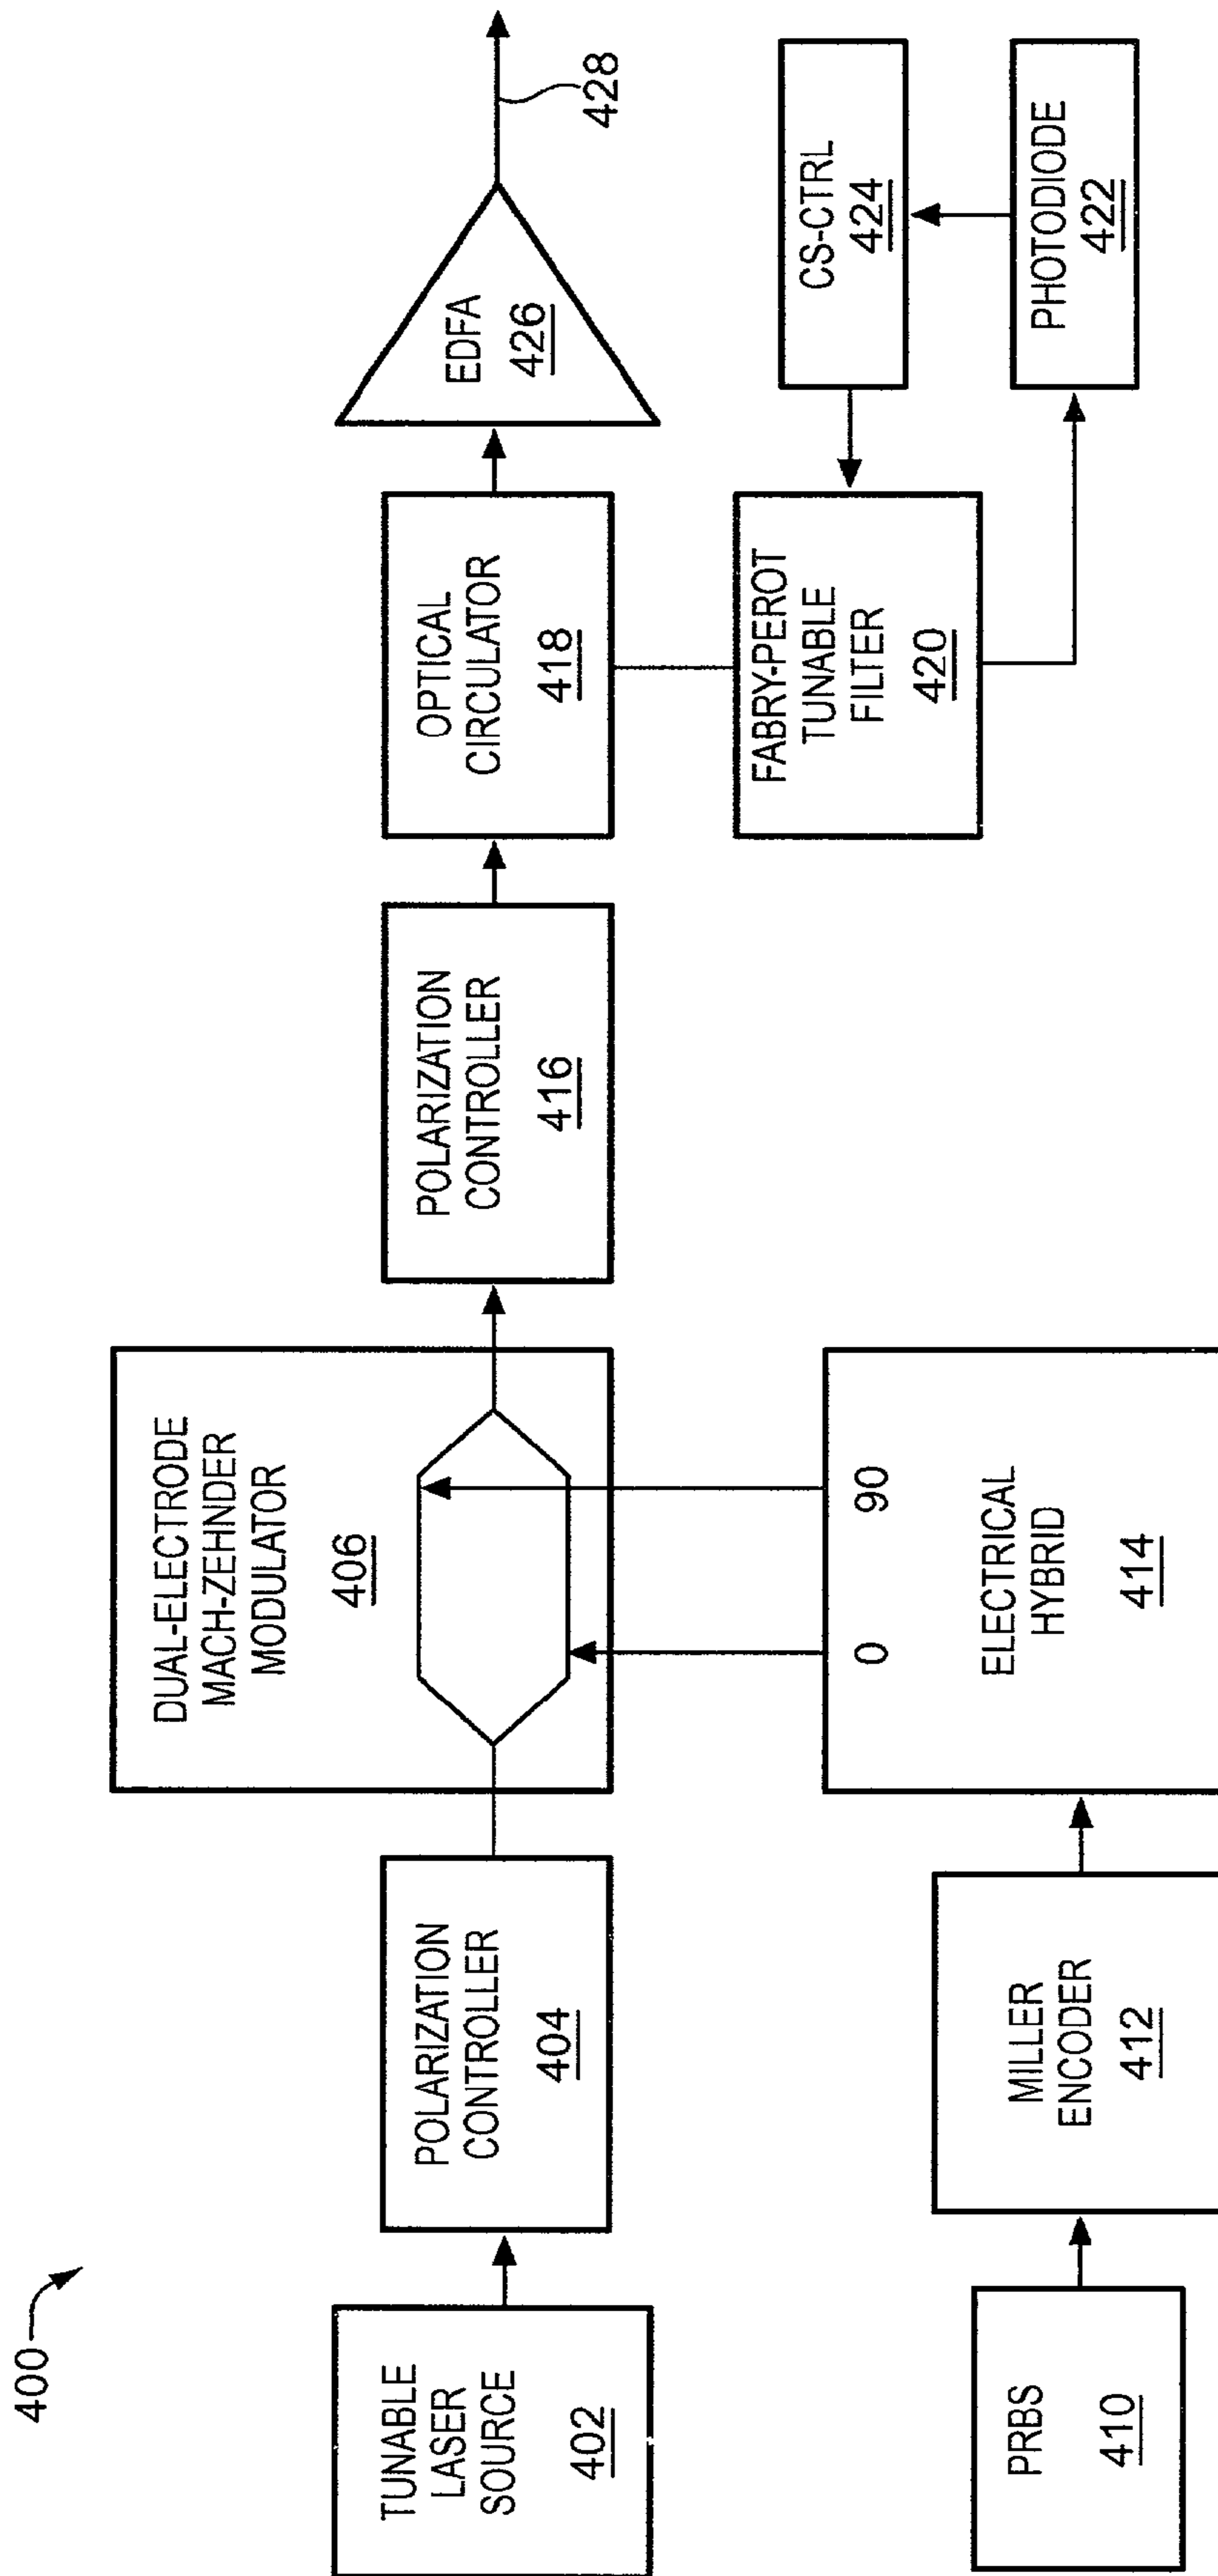 400
TUNABLE
LASER
SOURCE
402
POLARIZATION
CONTROLLER
404
DUAL-ELECTRODE
MACH-ZEHNDER
MODULATOR
406
POLARIZATION
CONTROLLER
416
OPTICAL
CIRCULATOR
418
EDFA
426
428
PRBS
410
MILLER
ENCODER
412
0
90
ELECTRICAL
HYBRID
414
FABRY-PEROT
TUNABLE
FILTER
420
CS-CTRL
424
PHOTODIODE
422